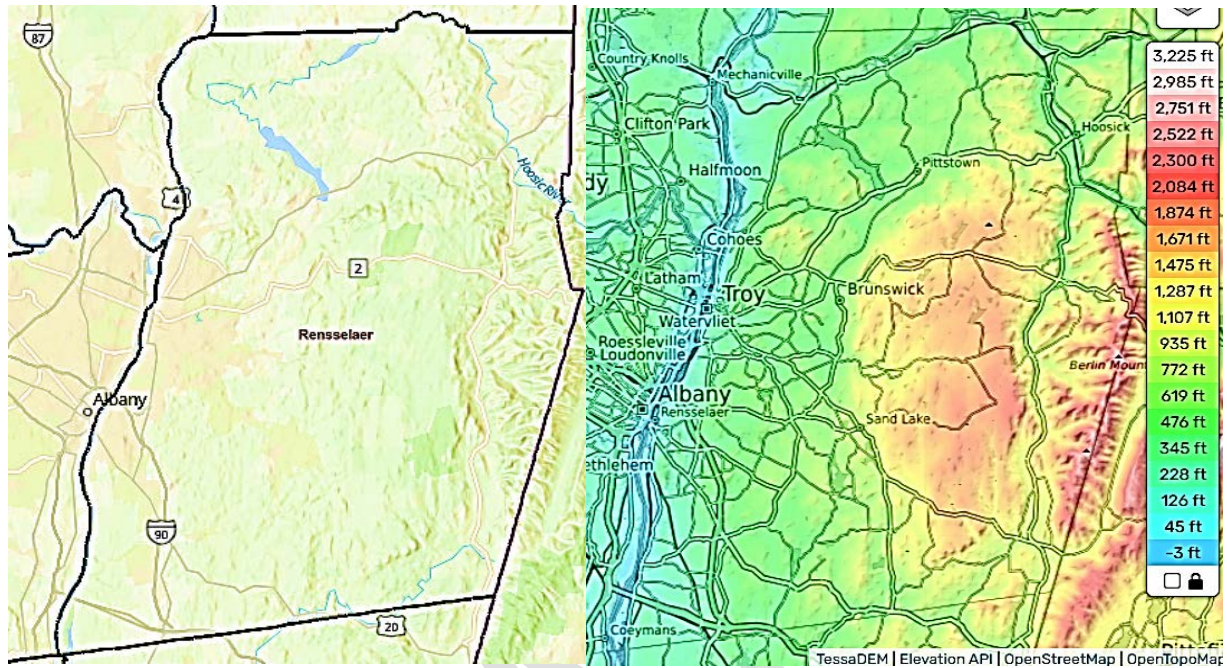 87
4
Hoosic Riv
2
Rensselaer
Albany
90
20
Country Knolls
Mechanicville
Clifton Park
Hoosick
Pittstown
Halfmoon
dy
Cohoes
Latham
Troy
Brunswick
Watervliet
Roessleville
Loudonville
Berlin Mount
Albany
Rensselaer
Sand Lake
ethlehem
Coeymans
3,225 ft
2,985 ft
2,751 ft
2,522 ft
2,300 ft
2,084 ft
1,874 ft
1,671 ft
1,475 ft
1,287 ft
1,107 ft
935 ft
772 ft
619 ft
476 ft
345 ft
228 ft
126 ft
45 ft
-3 ft
TessaDEM | Elevation API | OpenStreetMap | OpenTopoMap